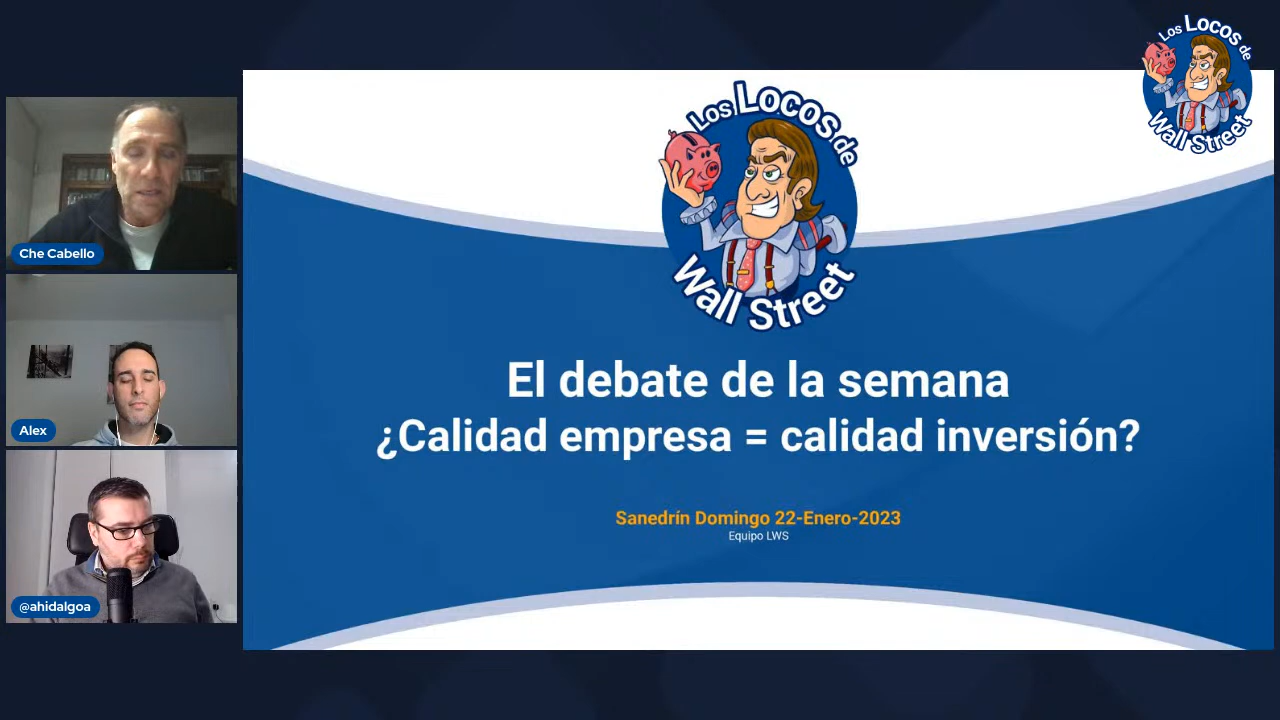 Los Locos de
Wall Street
Los Locos de
Wall Street
Che Cabello
El debate de la semana
¿Calidad empresa = calidad inversión?
Alex
Sanedrín Domingo 22-Enero-2023
Equipo LWS
@ahidalgoa